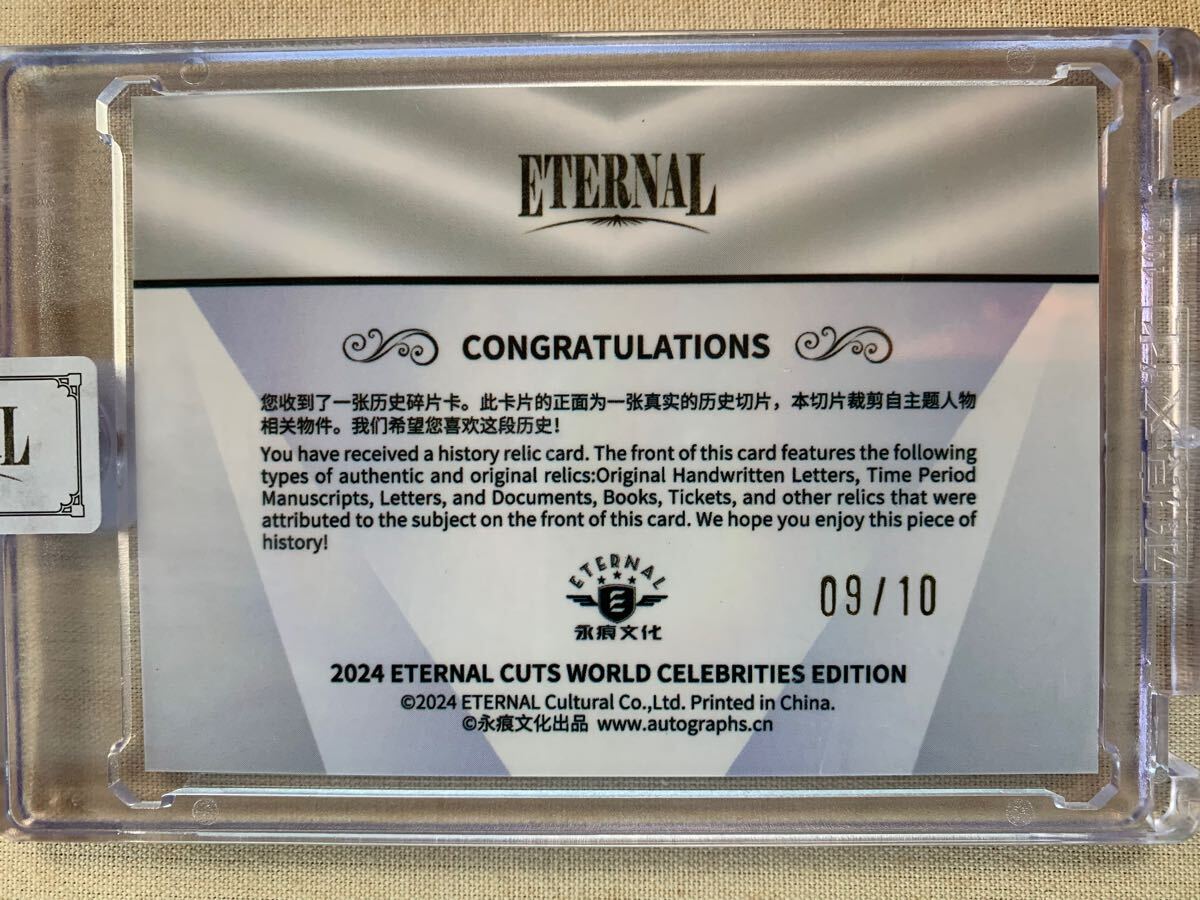 ETERNAL
CONGRATULATIONS
您收到了一张历史碎片卡。此卡片的正面为一张真实的历史切片，本切片裁剪自主题人物
相关物件。我们希望您喜欢这段历史！
You have received a history relic card. The front of this card features the following
types of authentic and original relics:Original Handwritten Letters, Time Period
Manuscripts, Letters, and Documents, Books, Tickets, and other relics that were
attributed to the subject on the front of this card. We hope you enjoy this piece of
history!
ETERNAL
永痕文化
09/10
2024 ETERNAL CUTS WORLD CELEBRITIES EDITION
©2024 ETERNAL Cultural Co.,Ltd. Printed in China.
©永痕文化出品 www.autographs.cn